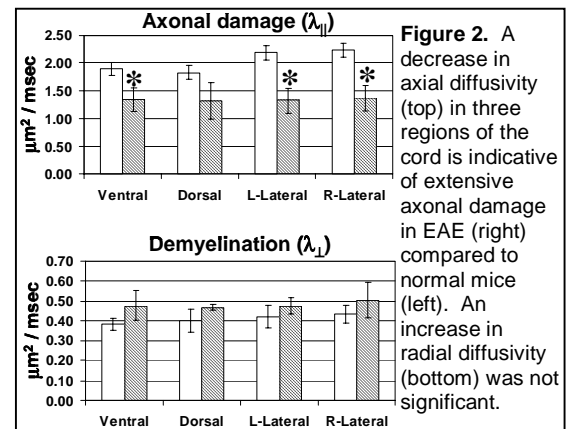 Axonal damage (λ||)
μm² / msec
2.50
2.00
1.50
1.00
0.50
0.00
* * *
Ventral Dorsal L-Lateral R-Lateral
Demyelination (λ⊥)
μm² / msec
0.70
0.60
0.50
0.40
0.30
0.20
0.10
0.00
Ventral Dorsal L-Lateral R-Lateral
Figure 2. A
decrease in
axial diffusivity
(top) in three
regions of the
cord is indicative
of extensive
axonal damage
in EAE (right)
compared to
normal mice
(left). An
increase in
radial diffusivity
(bottom) was not
significant.